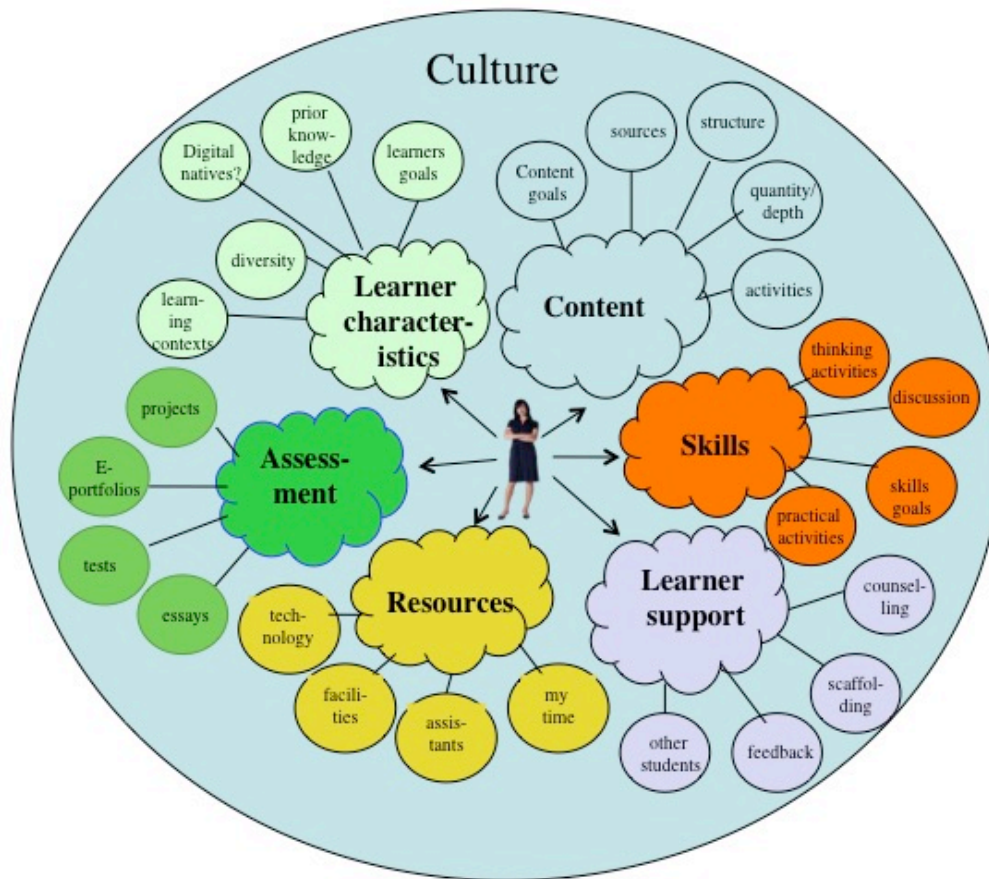 Culture
prior
know-
ledge
Digital
natives?
learners
goals
diversity
learn-
ing
contexts
Learner
character-
istics
Content
goals
sources
structure
quantity/
depth
activities
Content
thinking
activities
discussion
skills
goals
practical
activities
Skills
projects
E-
portfolios
tests
essays
Assess-
ment
Resources
tech-
nology
facili-
ties
assis-
tants
my
time
Learner
support
counsel-
ling
scaffol-
ding
feedback
other
students